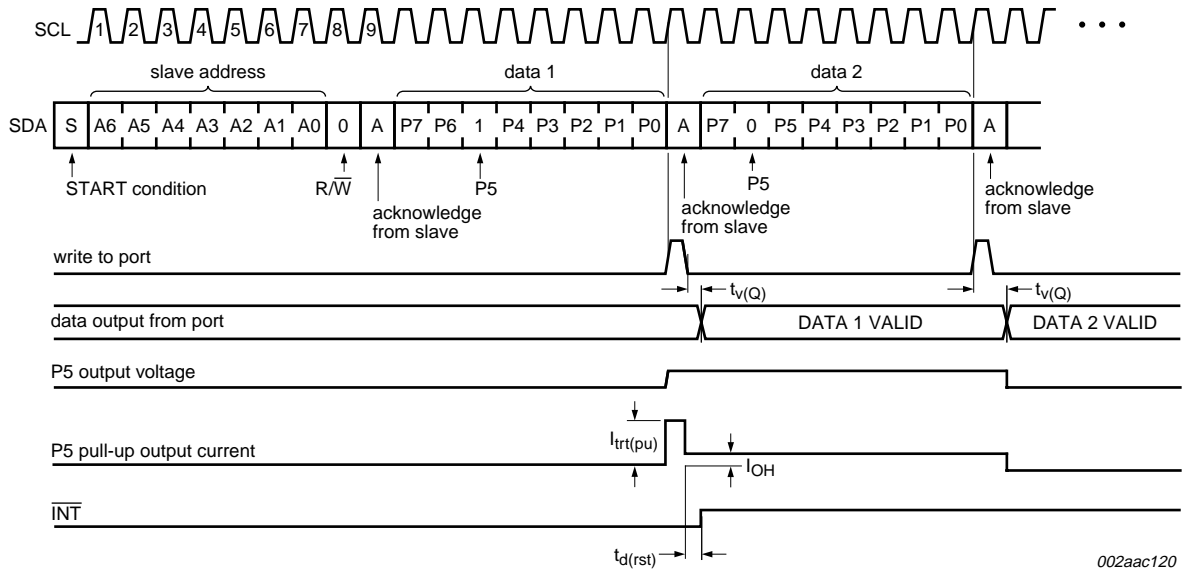 SCL 1 2 3 4 5 6 7 8 9
slave address data 1 data 2
SDA S A6 A5 A4 A3 A2 A1 A0 0 A P7 P6 1 P4 P3 P2 P1 P0 A P7 0 P5 P4 P3 P2 P1 P0 A
START condition R/W̅ P5 P5
acknowledge from slave
acknowledge from slave
acknowledge from slave
write to port
tv(Q) tv(Q)
data output from port DATA 1 VALID DATA 2 VALID
P5 output voltage
Itrt(pu)
P5 pull-up output current
IOH
I̅N̅T̅
td(rst)
002aac120